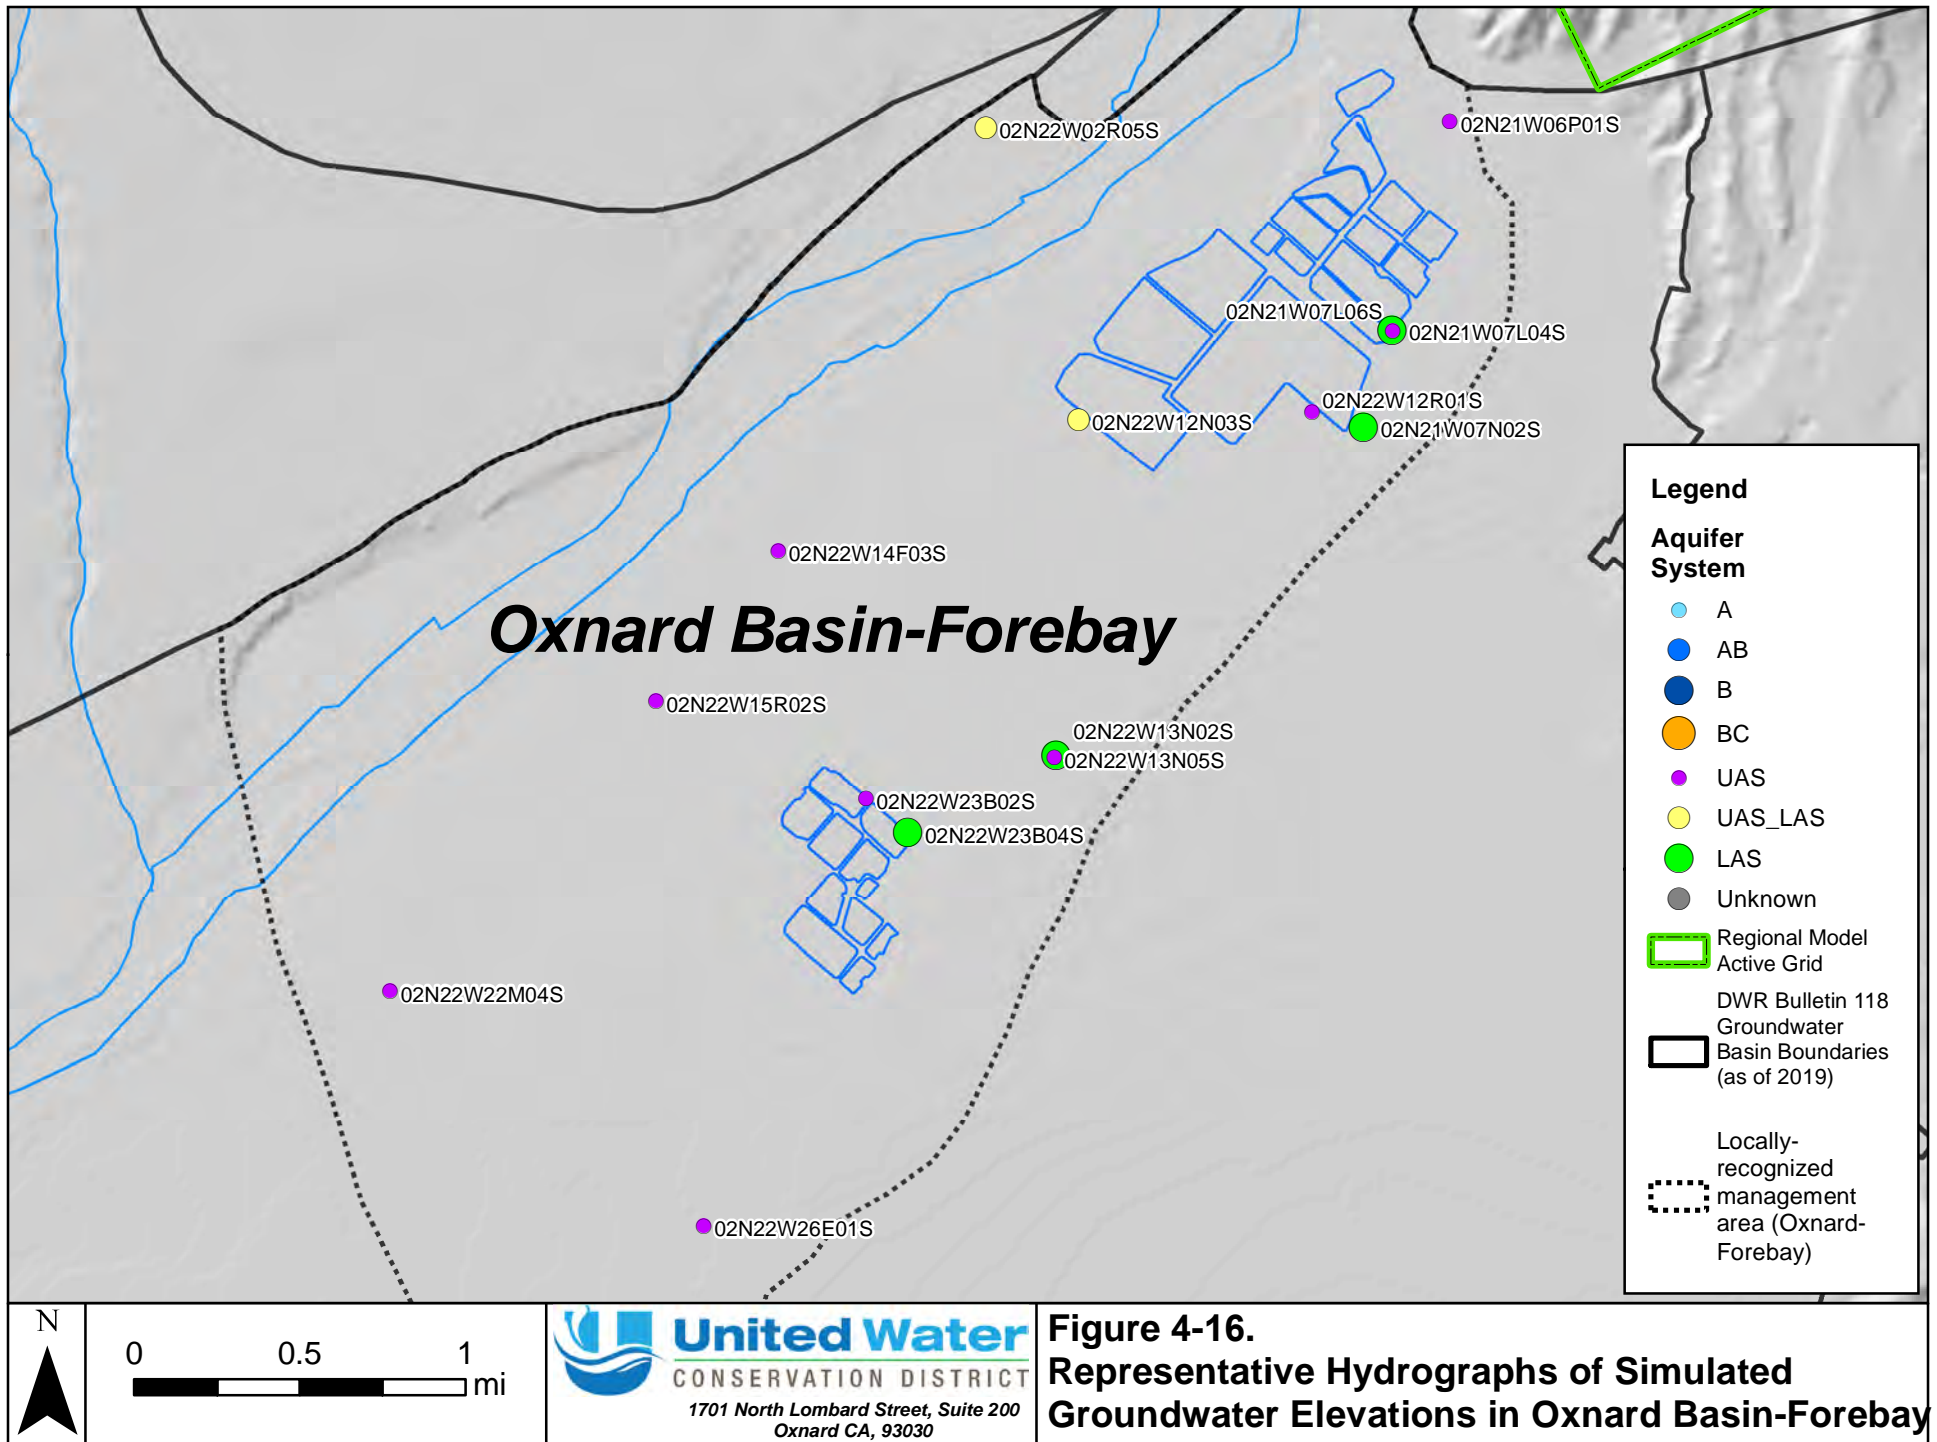 02N22W02R05S
02N21W06P01S
02N21W07L06S
02N21W07L04S
02N22W12R01S
02N22W12N03S
02N21W07N02S
02N22W14F03S
Oxnard Basin-Forebay
02N22W15R02S
02N22W13N02S
02N22W13N05S
02N22W23B02S
02N22W23B04S
02N22W22M04S
02N22W26E01S
Legend
Aquifer
System
A
AB
B
BC
UAS
UAS_LAS
LAS
Unknown
Regional Model
Active Grid
DWR Bulletin 118
Groundwater
Basin Boundaries
(as of 2019)
Locally-
recognized
management
area (Oxnard-
Forebay)
N
0 0.5 1
mi
United Water
CONSERVATION DISTRICT
1701 North Lombard Street, Suite 200
Oxnard CA, 93030
Figure 4-16.
Representative Hydrographs of Simulated
Groundwater Elevations in Oxnard Basin-Forebay